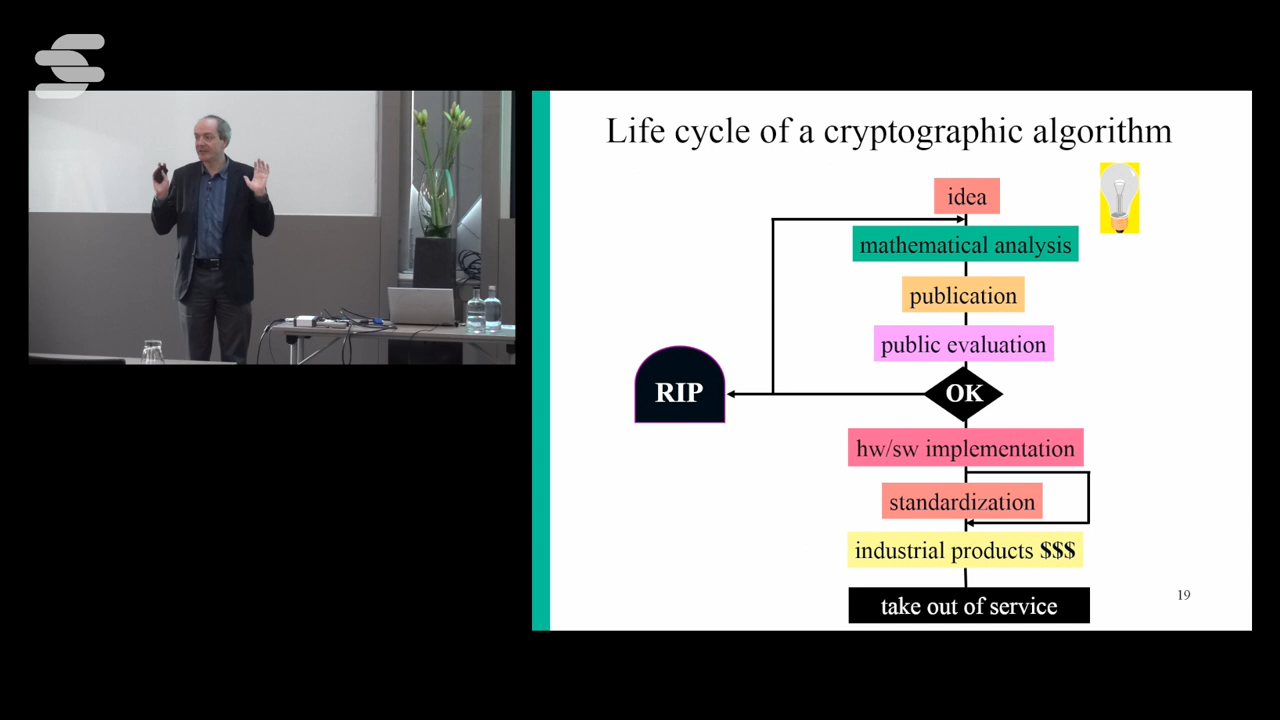 Life cycle of a cryptographic algorithm
idea
mathematical analysis
publication
public evaluation
OK
RIP
hw/sw implementation
standardization
industrial products $$$
take out of service
19